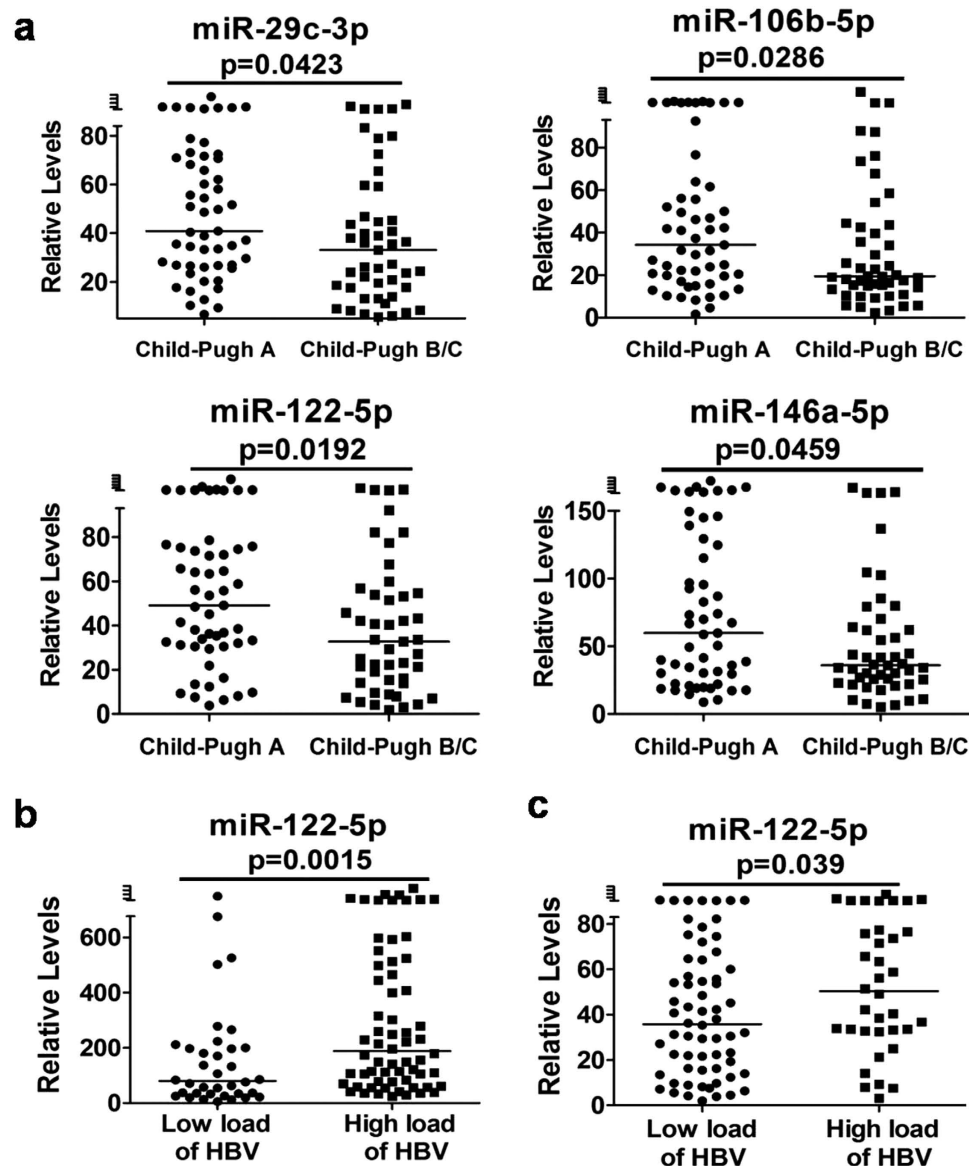 a
miR-29c-3p
p=0.0423
Relative Levels
80
60
40
20
Child-Pugh A
Child-Pugh B/C
miR-106b-5p
p=0.0286
Relative Levels
80
60
40
20
0
Child-Pugh A
Child-Pugh B/C
miR-122-5p
p=0.0192
Relative Levels
80
60
40
20
0
Child-Pugh A
Child-Pugh B/C
miR-146a-5p
p=0.0459
Relative Levels
150
100
50
0
Child-Pugh A
Child-Pugh B/C
b
miR-122-5p
p=0.0015
Relative Levels
600
400
200
0
Low load
of HBV
High load
of HBV
c
miR-122-5p
p=0.039
Relative Levels
80
60
40
20
0
Low load
of HBV
High load
of HBV